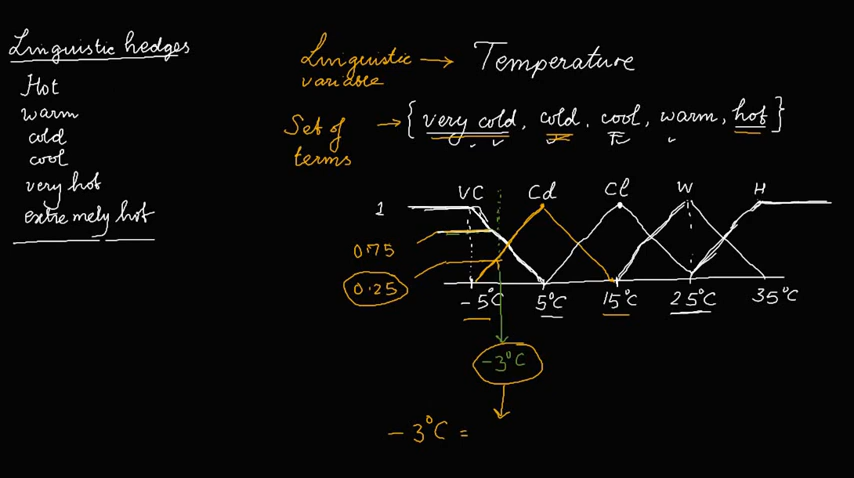 Linguistic hedges
Hot
warm
cold
cool
very hot
extremely hot
Linguistic variable → Temperature
Set of terms → {very cold, cold, cool, warm, hot}
VC Cd Cl W H
1
0.75
0.25
-5°C 5°C 15°C 25°C 35°C
-3°C
-3°C =